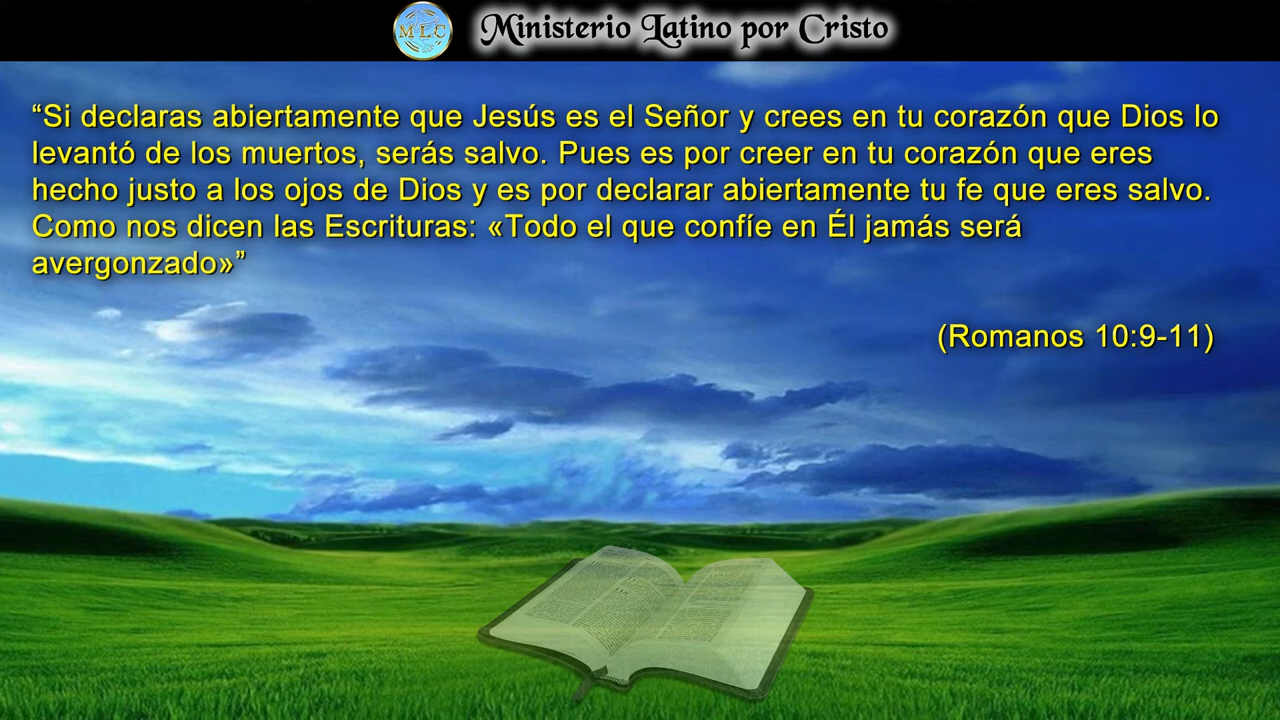 MLC
Ministerio Latino por Cristo
“Si declaras abiertamente que Jesús es el Señor y crees en tu corazón que Dios lo
levantó de los muertos, serás salvo. Pues es por creer en tu corazón que eres
hecho justo a los ojos de Dios y es por declarar abiertamente tu fe que eres salvo.
Como nos dicen las Escrituras: «Todo el que confíe en Él jamás será
avergonzado»”
(Romanos 10:9-11)